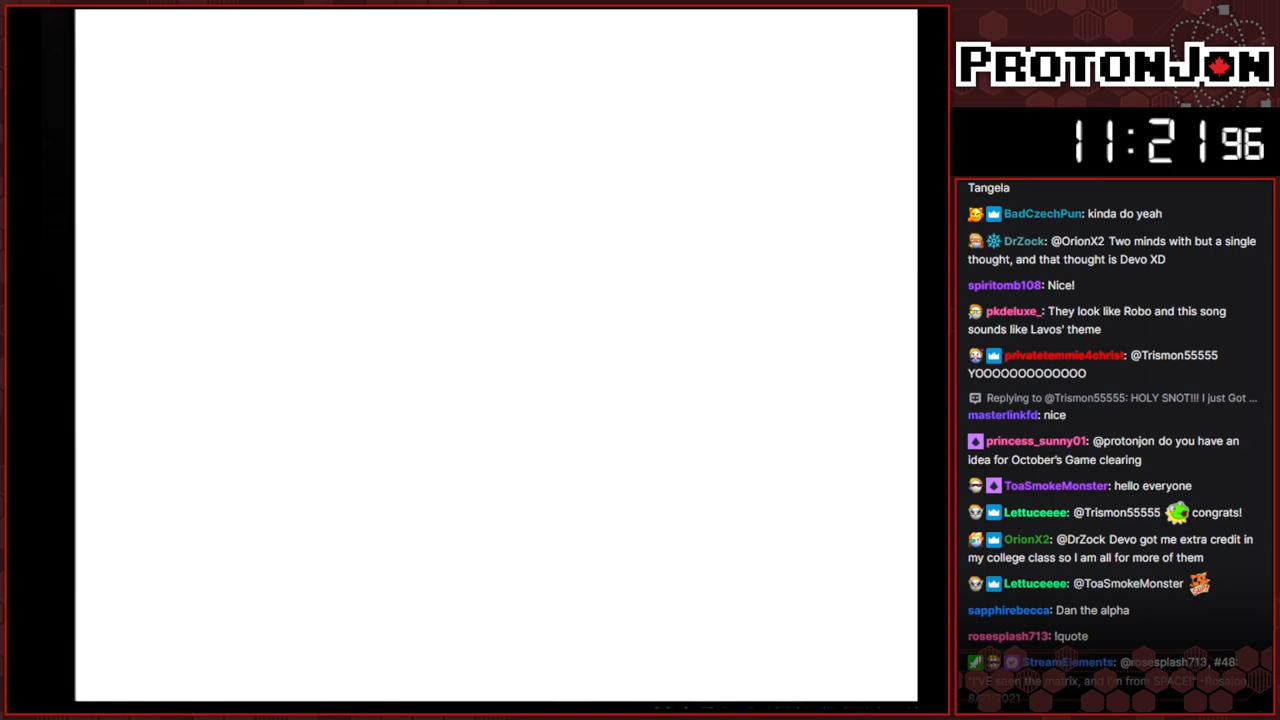 PROTONJON
11:21 96
Tangela
BadCzechPun: kinda do yeah
DrZock: @OrionX2 Two minds with but a single
thought, and that thought is Devo XD
spiritomb108: Nice!
pkdeluxe_: They look like Robo and this song
sounds like Lavos' theme
privatetemmie4christ: @Trismon55555
YOOOOOOOOOOOOO
Replying to @Trismon55555: HOLY SNOT!!! I just Got ...
masterlinkfd: nice
princess_sunny01: @protonjon do you have an
idea for October's Game clearing
ToaSmokeMonster: hello everyone
Lettuceeee: @Trismon55555 congrats!
OrionX2: @DrZock Devo got me extra credit in
my college class so I am all for more of them
Lettuceeee: @ToaSmokeMonster
sapphirebecca: Dan the alpha
rosesplash713: !quote
StreamElements: @rosesplash713, #48:
"I'VE seen the matrix, and I'm from SPACE!" -Rosajon